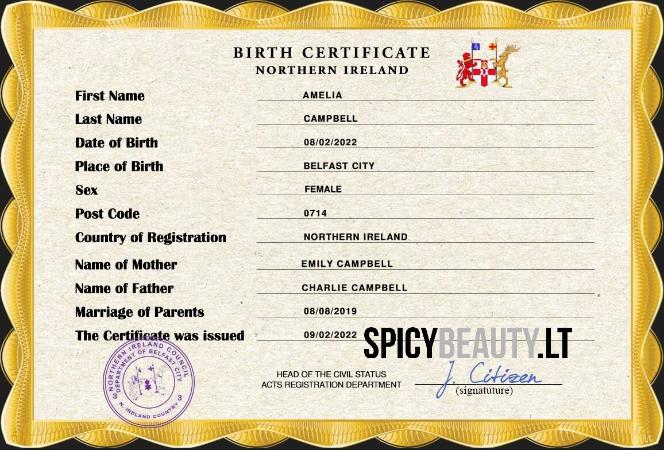 BIRTH CERTIFICATE
NORTHERN IRELAND
First Name AMELIA
Last Name CAMPBELL
Date of Birth 08/02/2022
Place of Birth BELFAST CITY
Sex FEMALE
Post Code 0714
Country of Registration NORTHERN IRELAND
Name of Mother EMILY CAMPBELL
Name of Father CHARLIE CAMPBELL
Marriage of Parents 08/08/2019
The Certificate was issued 09/02/2022
SPICYBEAUTY.LT
NORTHERN IRELAND COUNCIL
DEPARTMENT OF BELFAST CITY
N. IRELAND COUNTRY
HEAD OF THE CIVIL STATUS
ACTS REGISTRATION DEPARTMENT
J. Citizen
(signatuture)